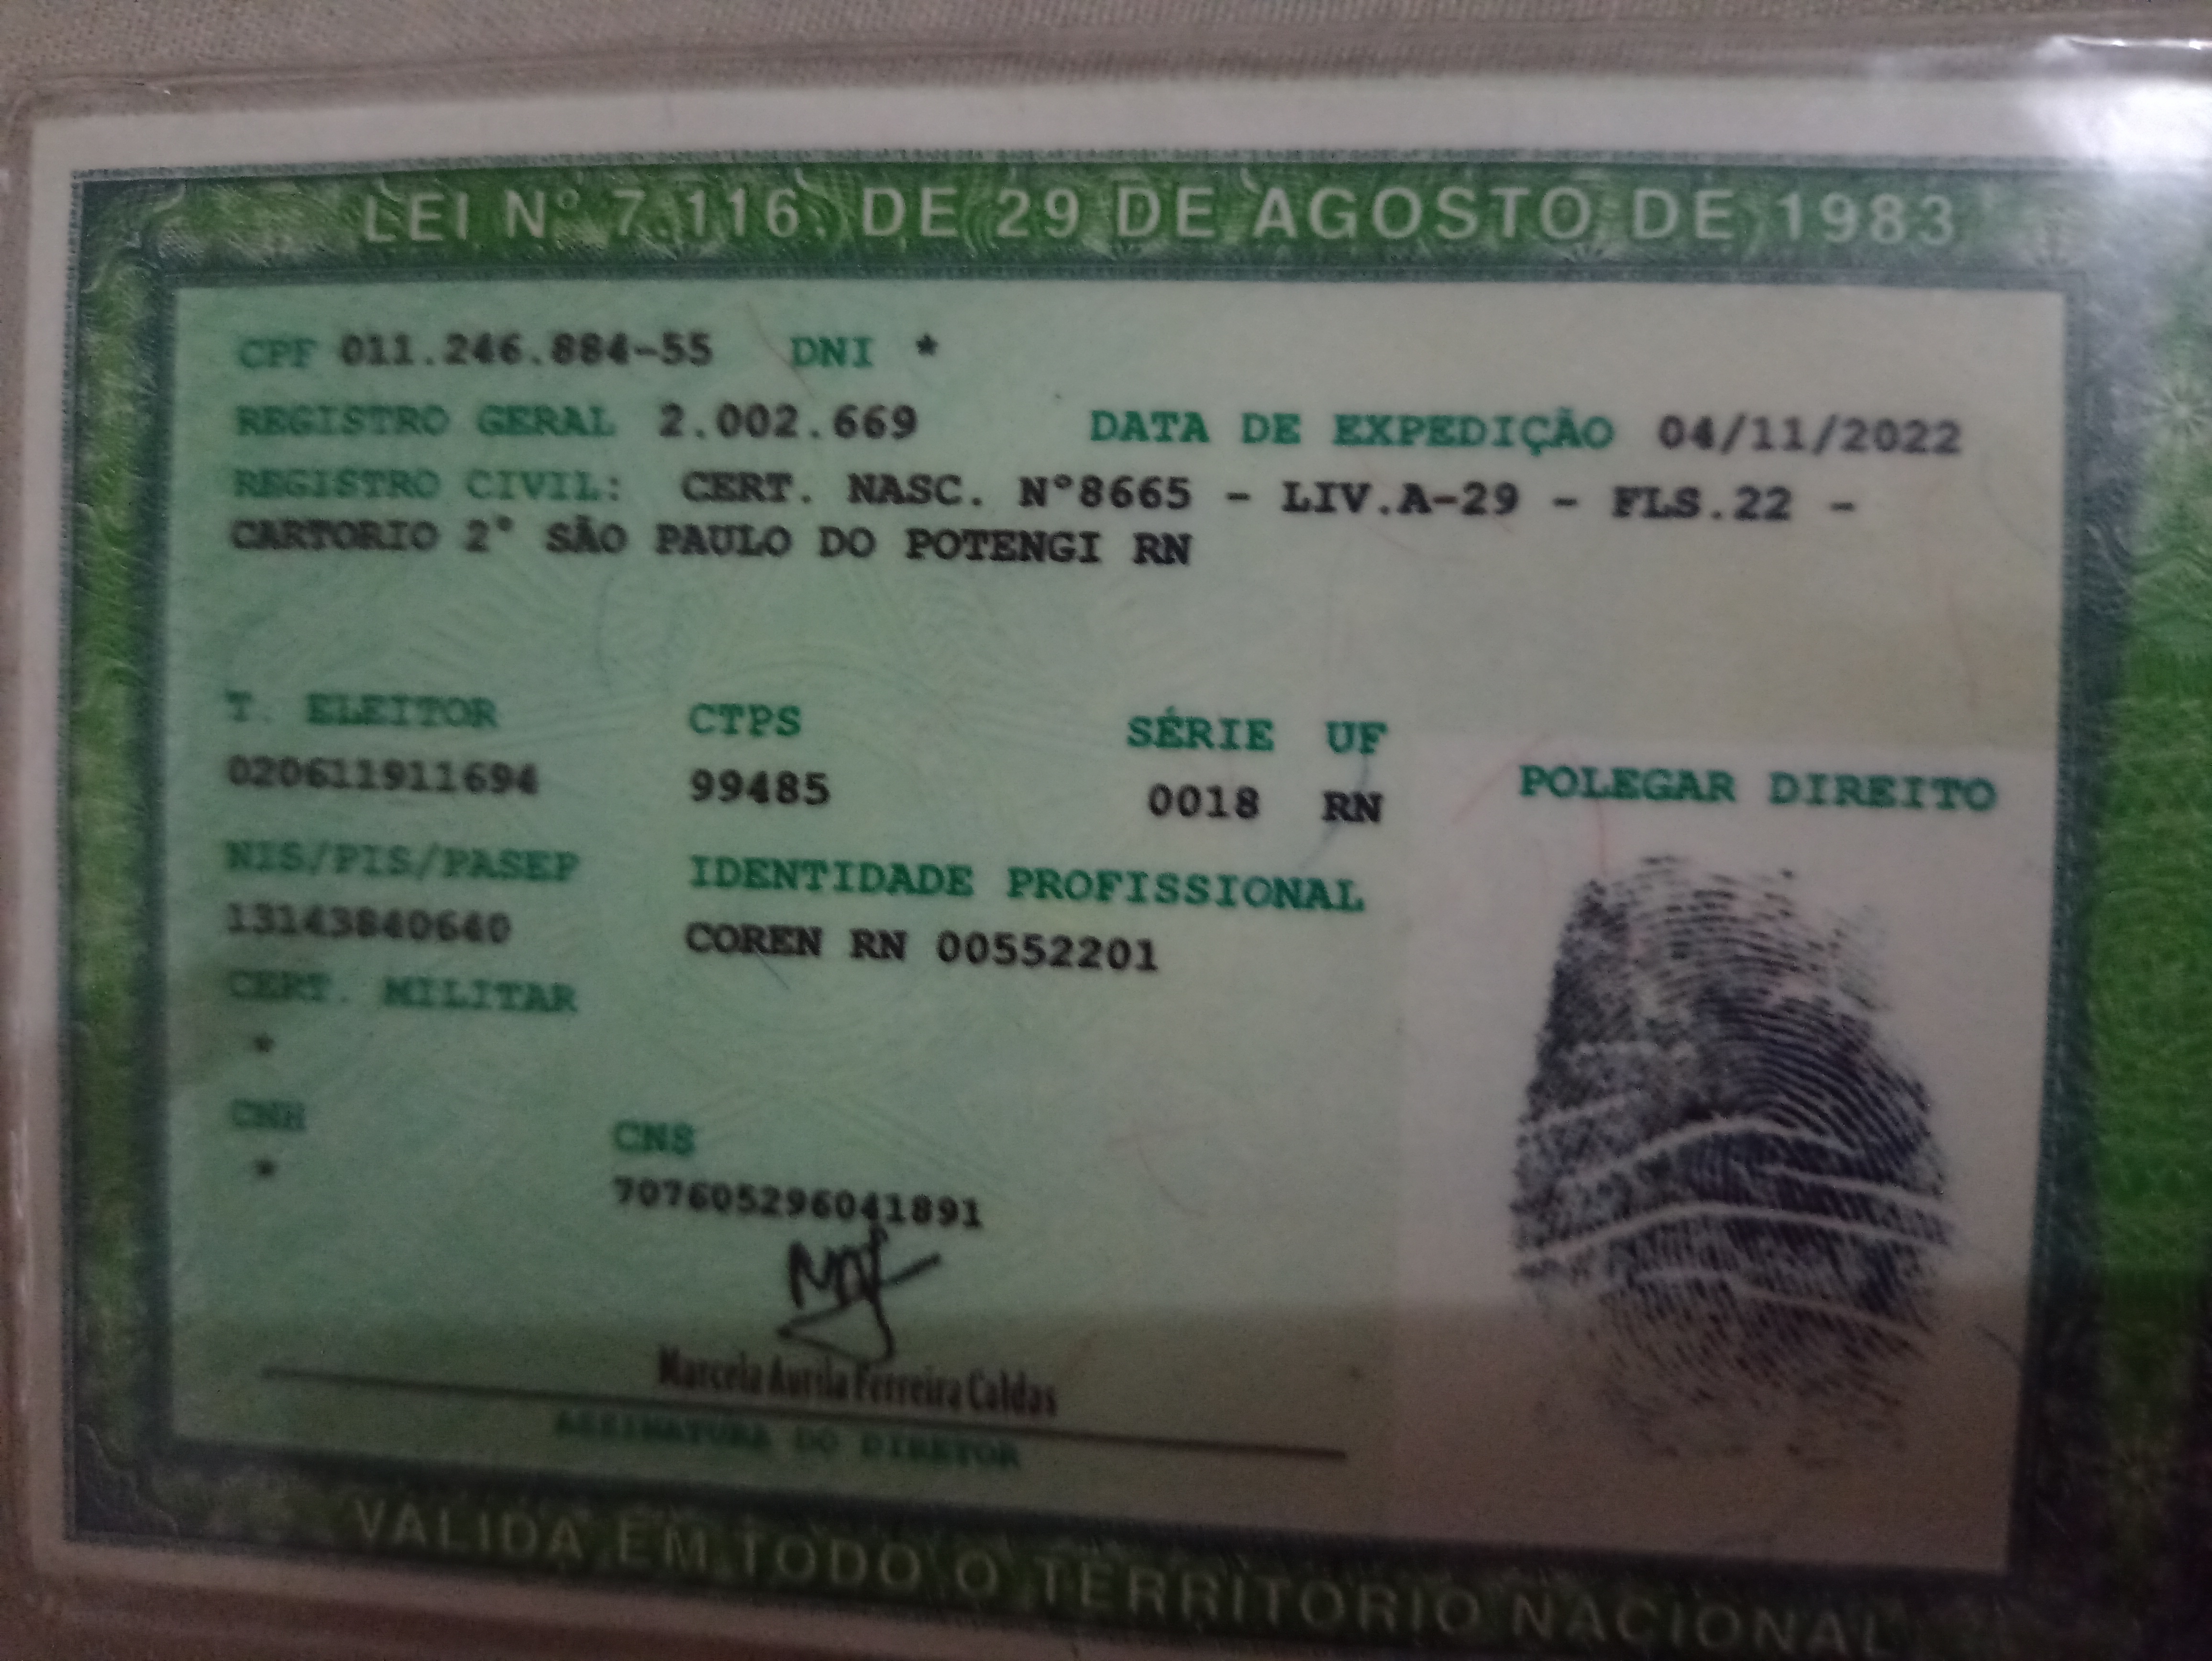 LEI Nº 7.116, DE 29 DE AGOSTO DE 1983
CPF 011.246.884-55 DNI *
REGISTRO GERAL 2.002.669 DATA DE EXPEDIÇÃO 04/11/2022
REGISTRO CIVIL: CERT. NASC. N°8665 - LIV.A-29 - FLS.22 -
CARTORIO 2° SÃO PAULO DO POTENGI RN
T. ELEITOR CTPS SÉRIE UF
020611911694 99485 0018 RN
POLEGAR DIREITO
NIS/PIS/PASEP IDENTIDADE PROFISSIONAL
13143840640 COREN RN 00552201
CERT. MILITAR
*
CNH CNS
* 707605296041891
Marcela Aurila Ferreira Caldas
ASSINATURA DO DIRETOR
VALIDA EM TODO O TERRITORIO NACIONAL